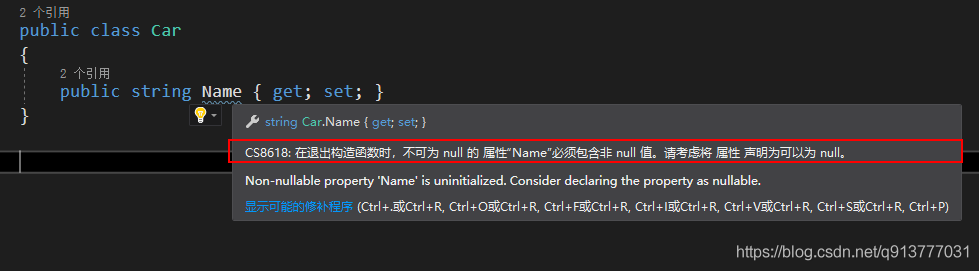 2 个引用
public class Car
{
2 个引用
public string Name { get; set; }
}
string Car.Name { get; set; }
CS8618: 在退出构造函数时，不可为 null 的 属性“Name”必须包含非 null 值。请考虑将 属性 声明为可以为 null。
Non-nullable property 'Name' is uninitialized. Consider declaring the property as nullable.
显示可能的修补程序 (Ctrl+.或Ctrl+R, Ctrl+O或Ctrl+R, Ctrl+F或Ctrl+R, Ctrl+I或Ctrl+R, Ctrl+V或Ctrl+R, Ctrl+S或Ctrl+R, Ctrl+P)
https://blog.csdn.net/q913777031